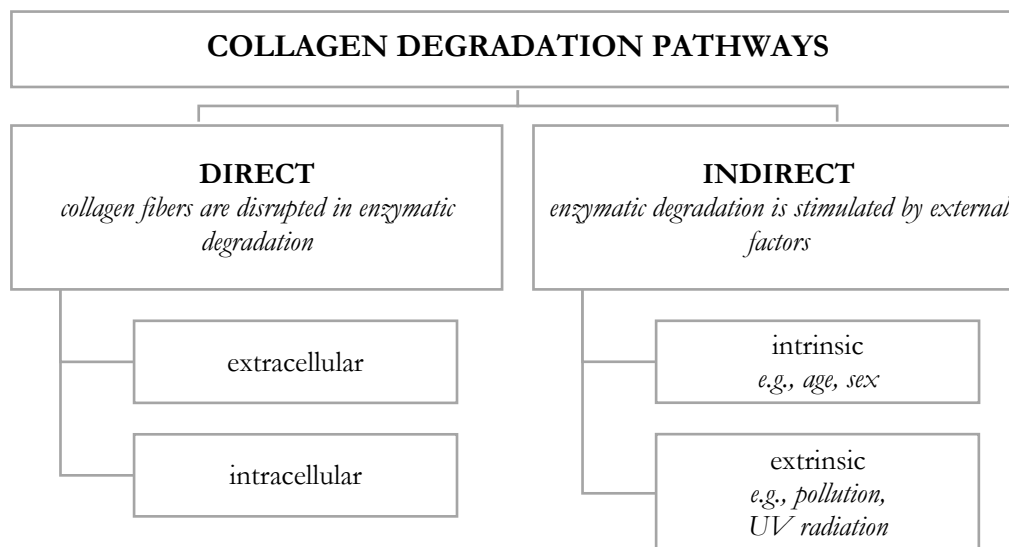 COLLAGEN DEGRADATION PATHWAYS
DIRECT
collagen fibers are disrupted in enzymatic
degradation
extracellular
intracellular
INDIRECT
enzymatic degradation is stimulated by external
factors
intrinsic
e.g., age, sex
extrinsic
e.g., pollution,
UV radiation